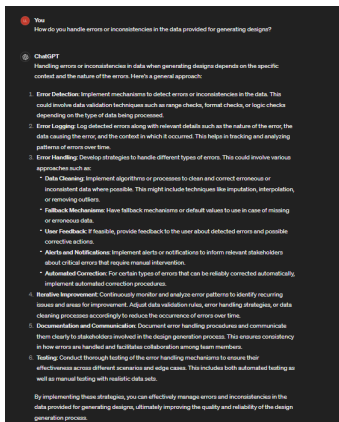 You
How do you handle errors or inconsistencies in the data provided for generating designs?
ChatGPT
Handling errors or inconsistencies in data when generating designs depends on the specific
context and the nature of the errors. Here's a general approach:
1. Error Detection: Implement mechanisms to detect errors or inconsistencies in the data. This
could involve data validation techniques such as range checks, format checks, or logic checks
depending on the type of data being processed.
2. Error Logging: Log detected errors along with relevant details such as the nature of the error, the
data causing the error, and the context in which it occurred. This helps in tracking and analyzing
patterns of errors over time.
3. Error Handling: Develop strategies to handle different types of errors. This could involve various
approaches such as:
• Data Cleaning: Implement algorithms or processes to clean and correct erroneous or
inconsistent data where possible. This might include techniques like imputation, interpolation,
or removing outliers.
• Fallback Mechanisms: Have fallback mechanisms or default values to use in case of missing
or erroneous data.
• User Feedback: If feasible, provide feedback to the user about detected errors and possible
corrective actions.
• Alerts and Notifications: Implement alerts or notifications to inform relevant stakeholders
about critical errors that require manual intervention.
• Automated Correction: For certain types of errors that can be reliably corrected automatically,
implement automated correction procedures.
4. Iterative Improvement: Continuously monitor and analyze error patterns to identify recurring
issues and areas for improvement. Adjust data validation rules, error handling strategies, or data
cleaning processes accordingly to reduce the occurrence of errors over time.
5. Documentation and Communication: Document error handling procedures and communicate
them clearly to stakeholders involved in the design generation process. This ensures consistency
in how errors are handled and facilitates collaboration among team members.
6. Testing: Conduct thorough testing of the error handling mechanisms to ensure their
effectiveness across different scenarios and edge cases. This includes both automated testing as
well as manual testing with realistic data sets.
By implementing these strategies, you can effectively manage errors and inconsistencies in the
data provided for generating designs, ultimately improving the quality and reliability of the design
generation process.